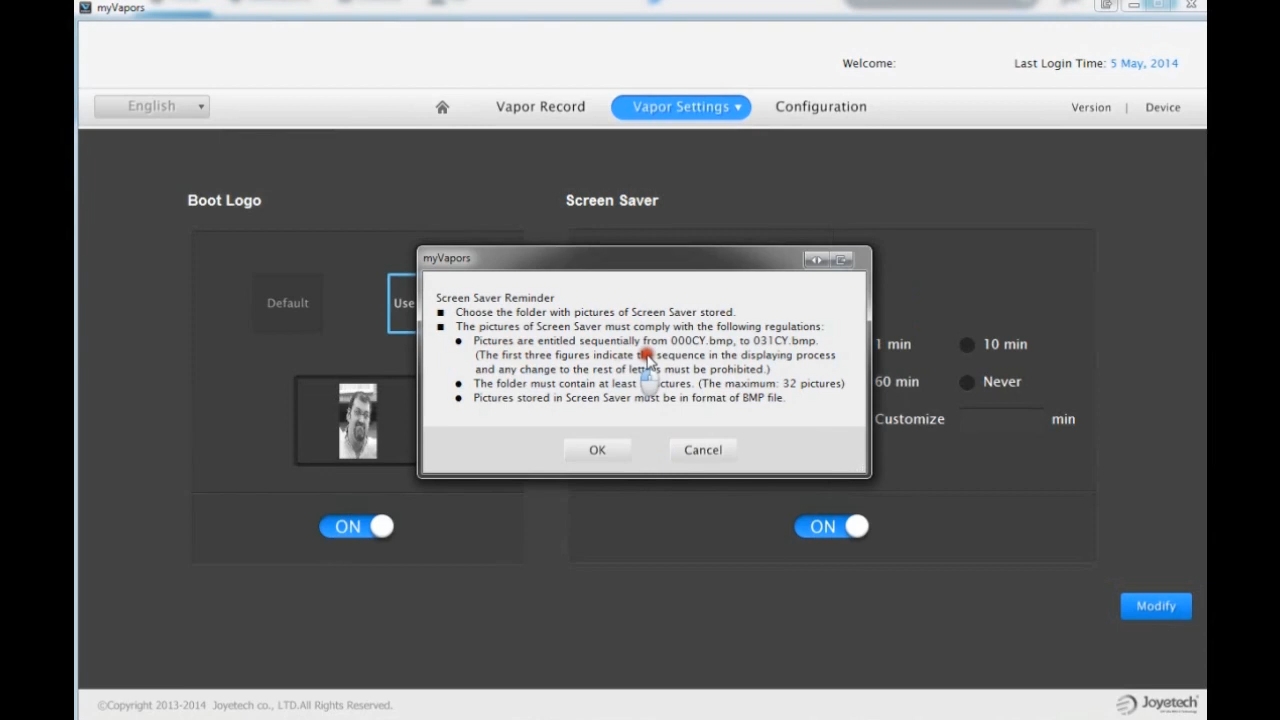 myVapors
Welcome:
Last Login Time: 5 May, 2014
English
Vapor Record
Vapor Settings
Configuration
Version | Device
Boot Logo
Screen Saver
Default
Use
myVapors
Screen Saver Reminder
Choose the folder with pictures of Screen Saver stored.
The pictures of Screen Saver must comply with the following regulations:
Pictures are entitled sequentially from 000CY.bmp, to 031CY.bmp.
(The first three figures indicate the sequence in the displaying process
and any change to the rest of letters must be prohibited.)
The folder must contain at least pictures. (The maximum: 32 pictures)
Pictures stored in Screen Saver must be in format of BMP file.
OK
Cancel
1 min
10 min
60 min
Never
Customize
min
ON
ON
Modify
©Copyright 2013-2014 Joyetech co., LTD.All Rights Reserved.
Joyetech